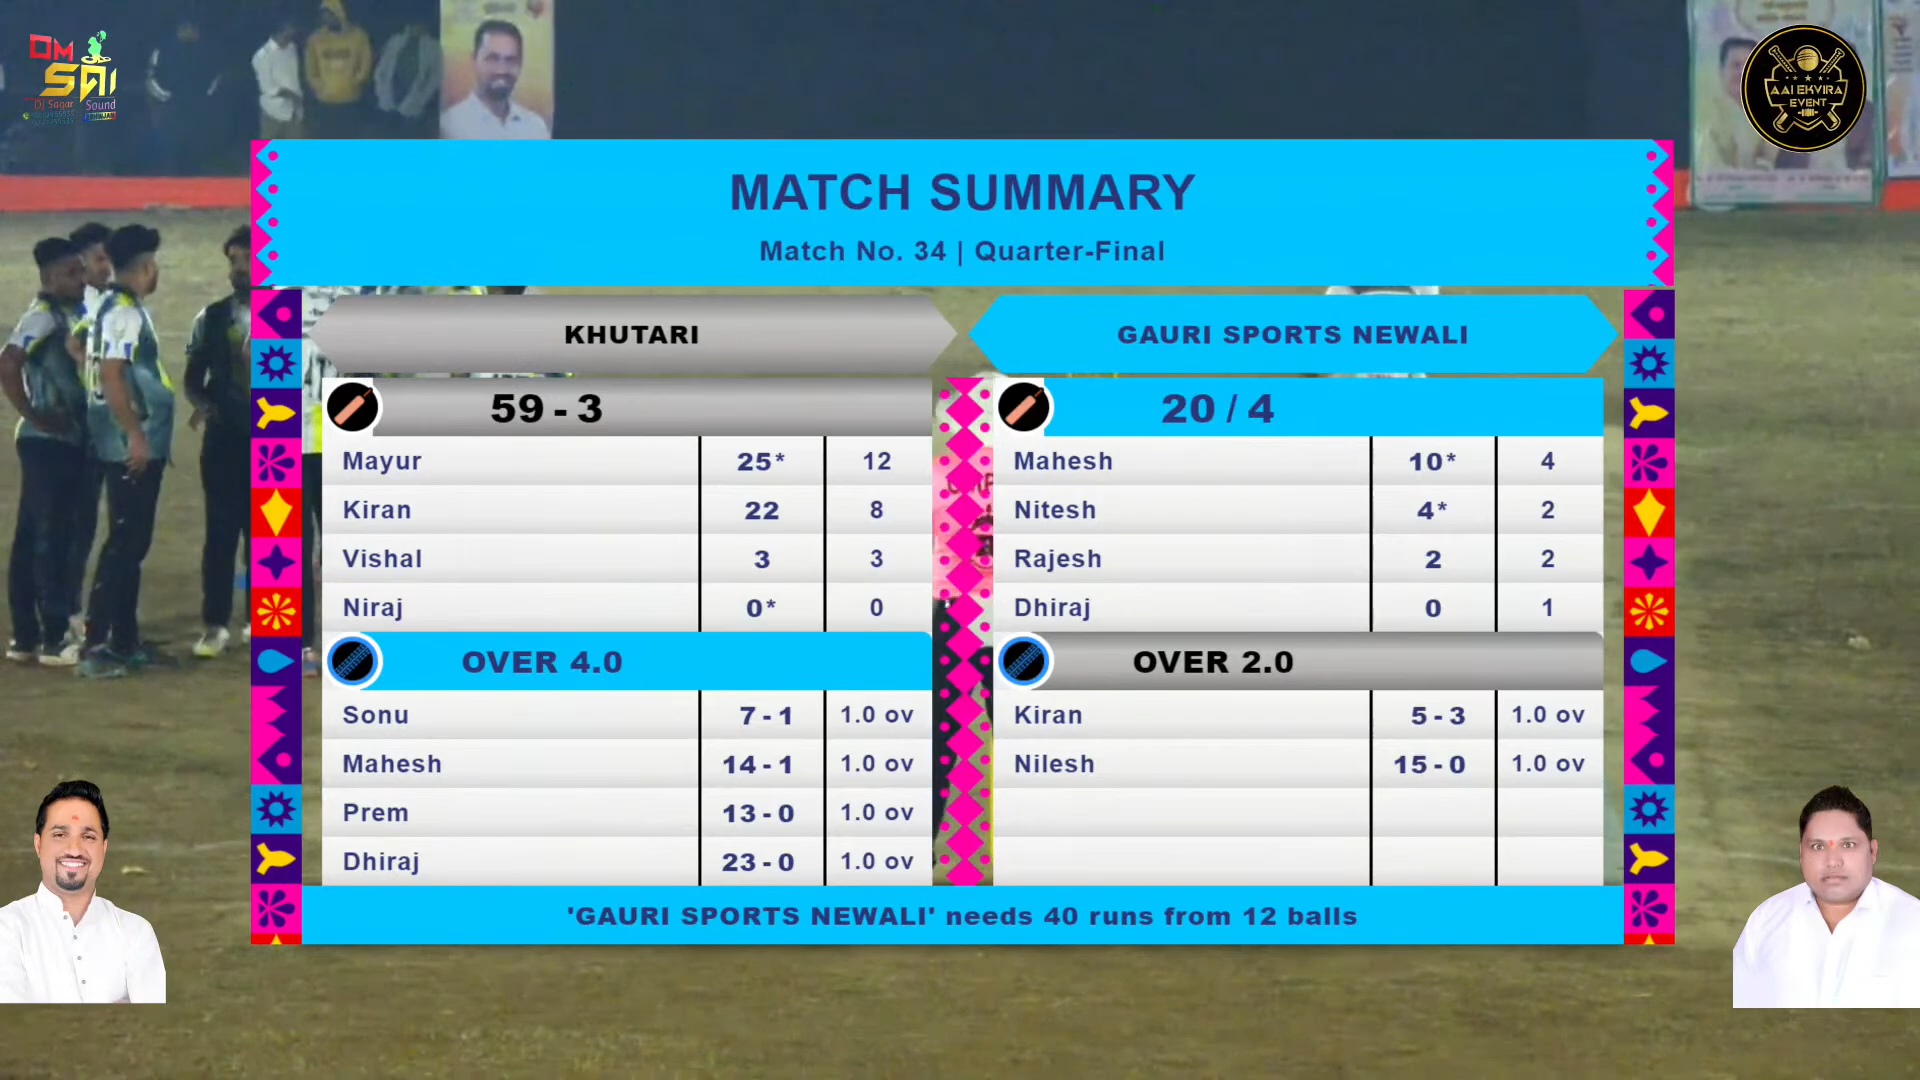 OM
SAI
Dj Sagar Sound
AAI EKVIRA
EVENT
MATCH SUMMARY
Match No. 34 | Quarter-Final
KHUTARI
59 - 3
Mayur 25* 12
Kiran 22 8
Vishal 3 3
Niraj 0* 0
OVER 4.0
Sonu 7 - 1 1.0 ov
Mahesh 14 - 1 1.0 ov
Prem 13 - 0 1.0 ov
Dhiraj 23 - 0 1.0 ov
GAURI SPORTS NEWALI
20 / 4
Mahesh 10* 4
Nitesh 4* 2
Rajesh 2 2
Dhiraj 0 1
OVER 2.0
Kiran 5 - 3 1.0 ov
Nilesh 15 - 0 1.0 ov
'GAURI SPORTS NEWALI' needs 40 runs from 12 balls